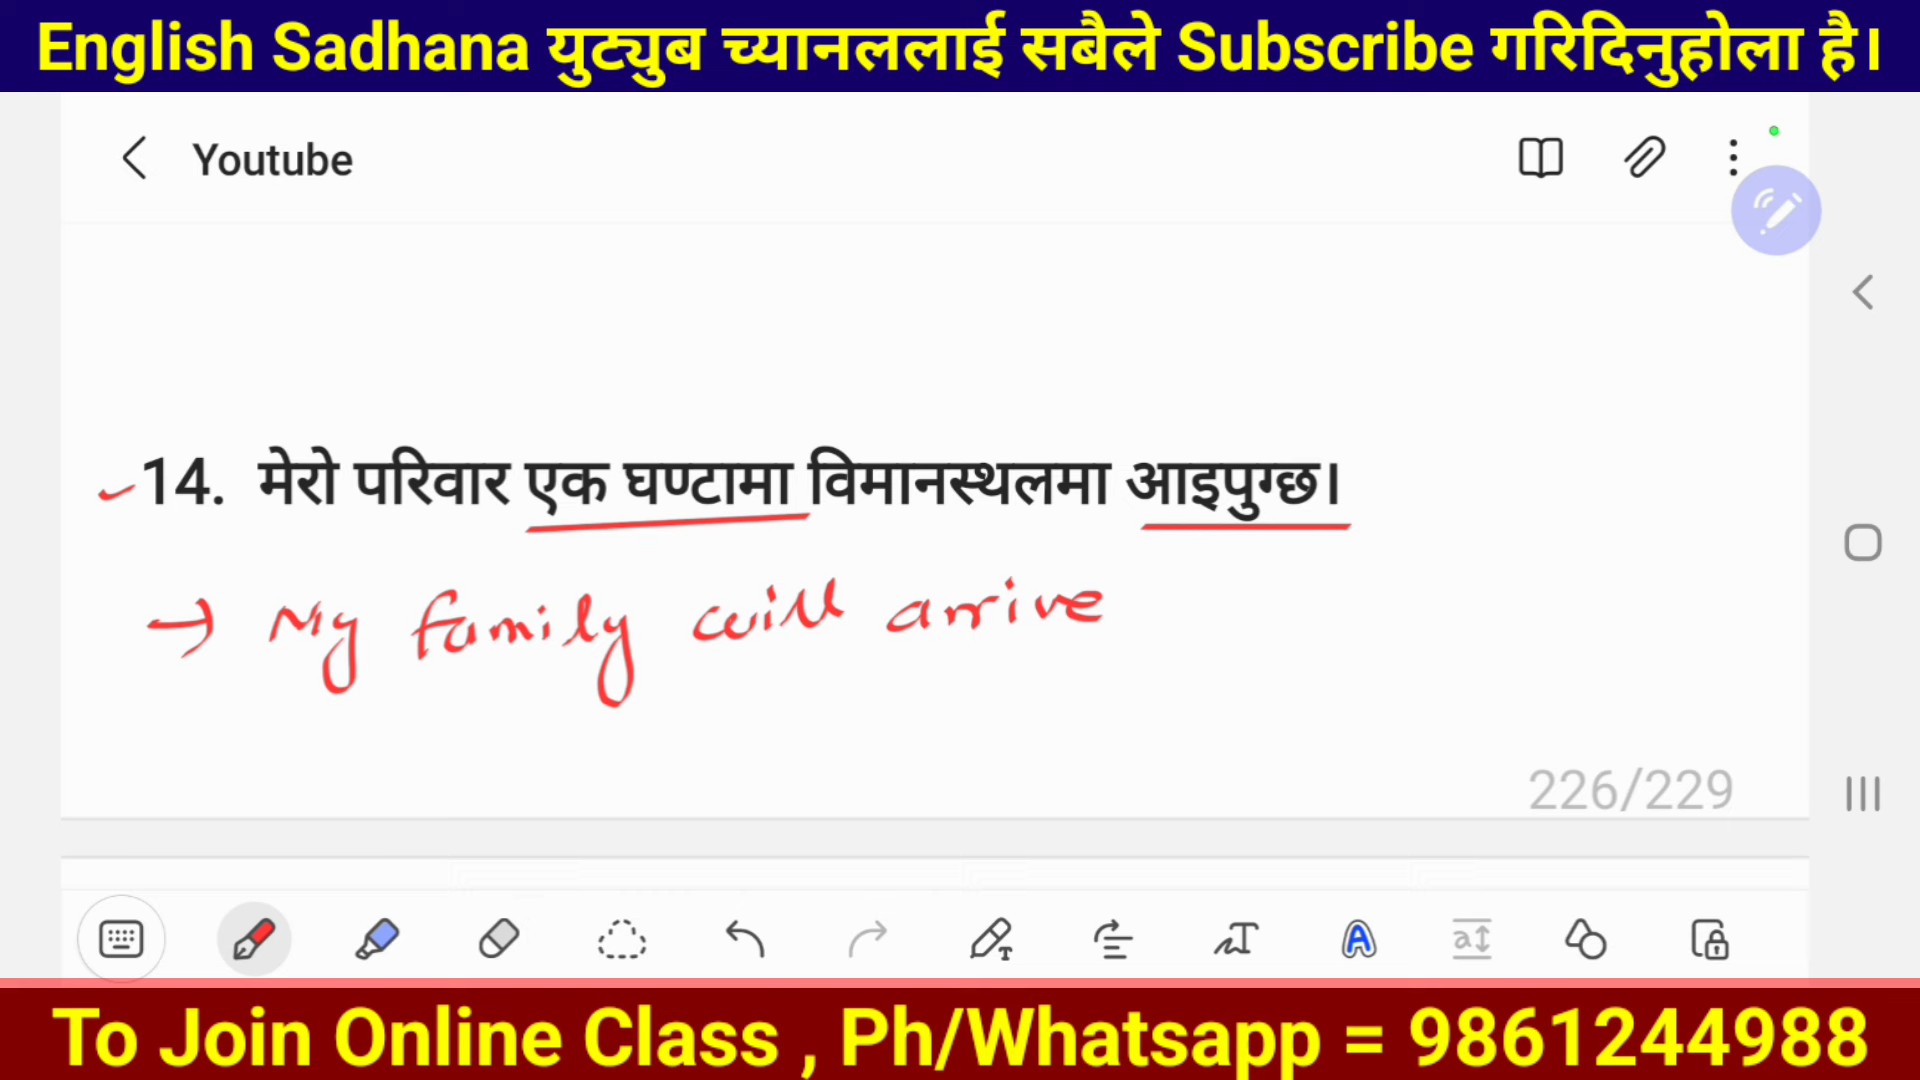 English Sadhana युट्युब च्यानललाई सबैले Subscribe गरिदिनुहोला है।
Youtube
14. मेरो परिवार एक घण्टामा विमानस्थलमा आइपुग्छ।
→ My family will arrive
226/229
To Join Online Class , Ph/Whatsapp = 9861244988